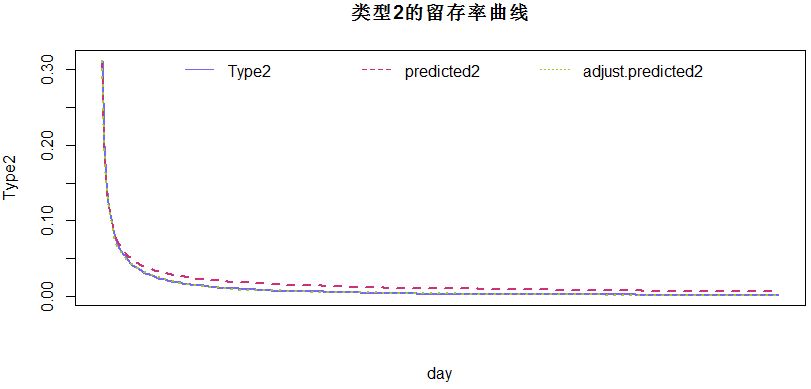 类型2的留存率曲线
Type2 predicted2 adjust.predicted2
0.30
0.20
0.10
0.00
Type2
day